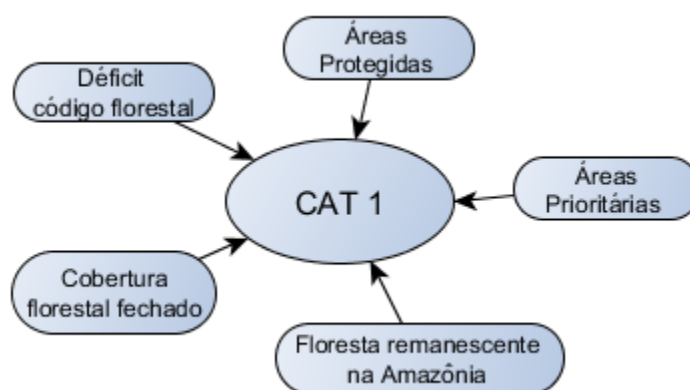 Áreas
Protegidas
Déficit
código florestal
CAT 1
Áreas
Prioritárias
Cobertura
florestal fechado
Floresta remanescente
na Amazônia